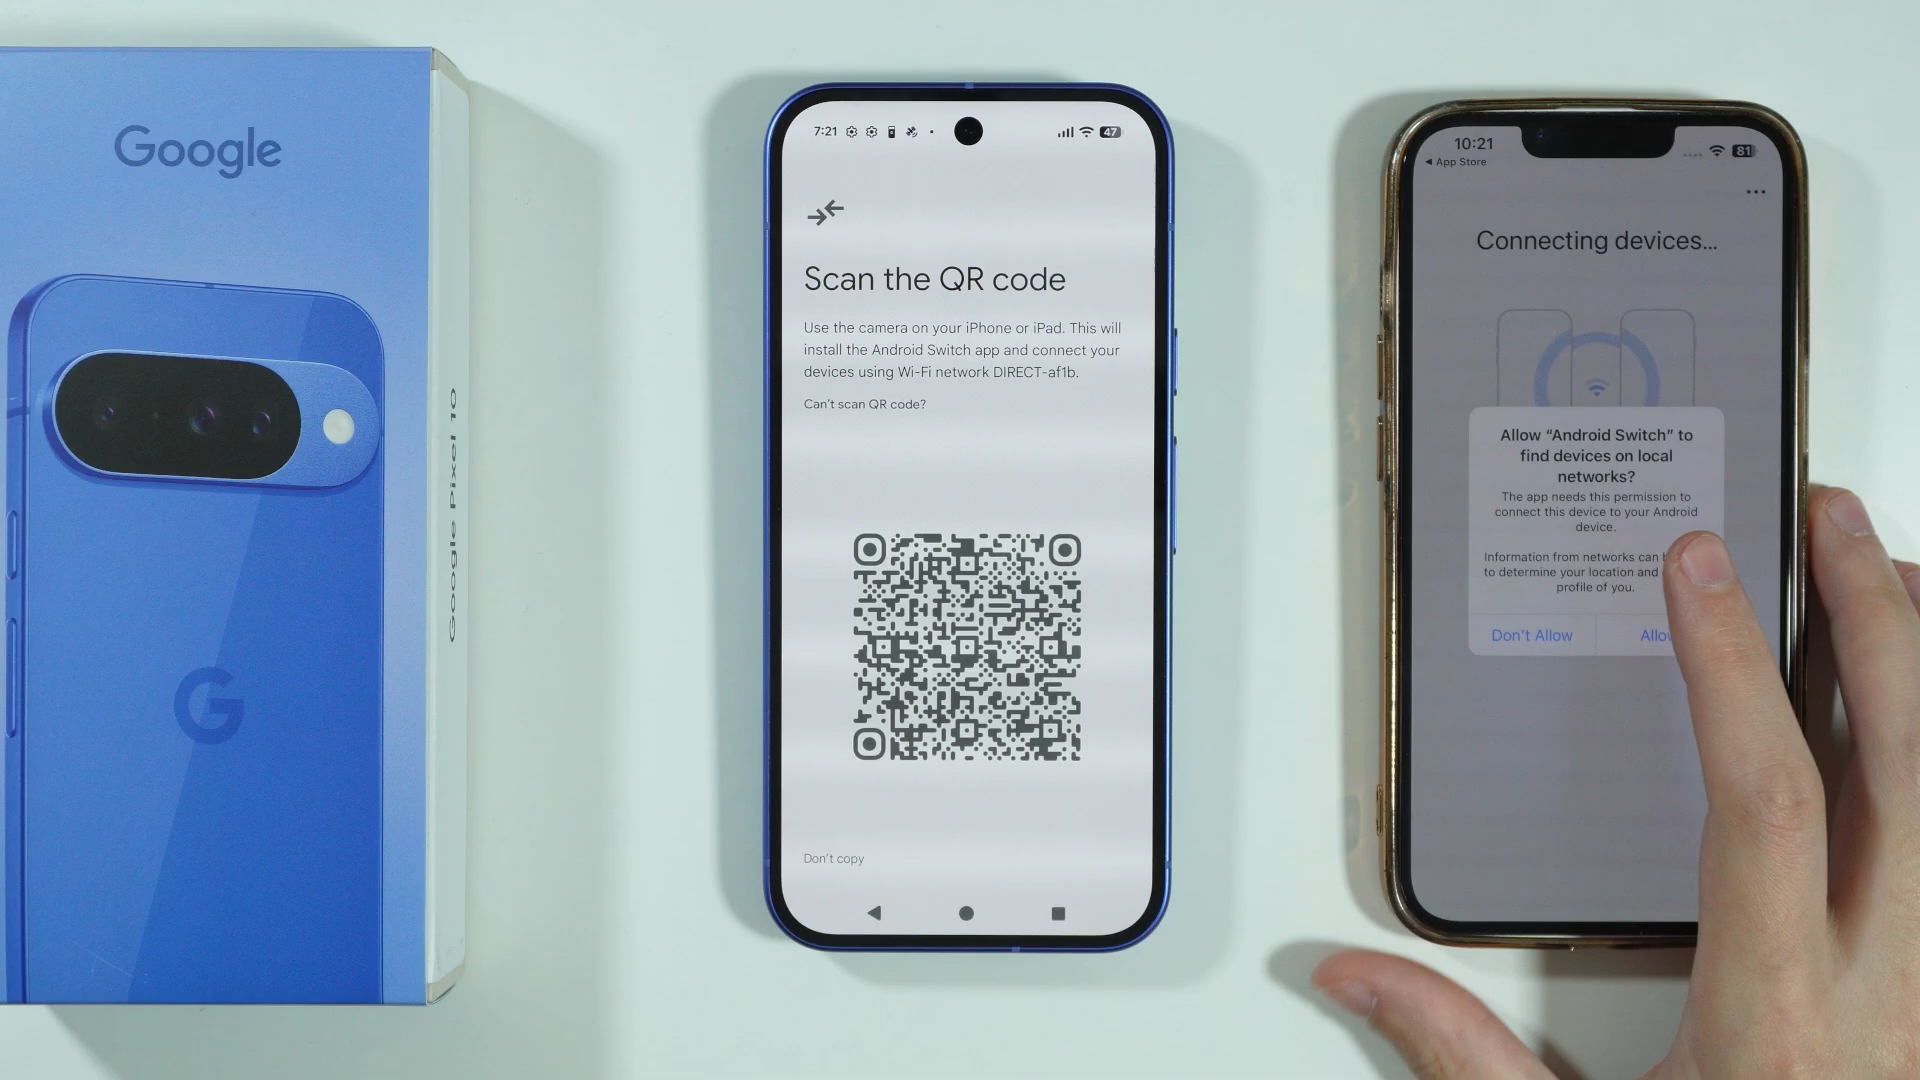 Google
Google Pixel 10
7:21
47
Scan the QR code
Use the camera on your iPhone or iPad. This will
install the Android Switch app and connect your
devices using Wi-Fi network DIRECT-af1b.
Can't scan QR code?
Don't copy
10:21
81
App Store
Connecting devices...
Allow “Android Switch” to
find devices on local
networks?
The app needs this permission to
connect this device to your Android
device.
Information from networks can
to determine your location and
profile of you.
Don't Allow